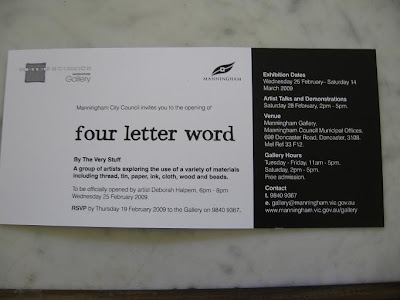 Gallery
MANNINGHAM
Manningham City Council invites you to the opening of
four letter word
By The Very Stuff
A group of artists exploring the use of a variety of materials
including thread, tin, paper, ink, cloth, wood and beads.
To be officially opened by artist Deborah Halpern, 6pm - 8pm
Wednesday 25 February 2009.
RSVP by Thursday 19 February 2009 to the Gallery on 9840 9367.
Exhibition Dates
Wednesday 25 February - Saturday 14
March 2009
Artist Talks and Demonstrations
Saturday 28 February, 2pm - 5pm.
Venue
Manningham Gallery,
Manningham Council Municipal Offices,
699 Doncaster Road, Doncaster, 3108.
Mel Ref 33 F12.
Gallery Hours
Tuesday - Friday, 11am - 5pm,
Saturday, 2pm - 5pm.
Free admission.
Contact
t. 9840 9367
e. gallery@manningham.vic.gov.au
www.manningham.vic.gov.au/gallery